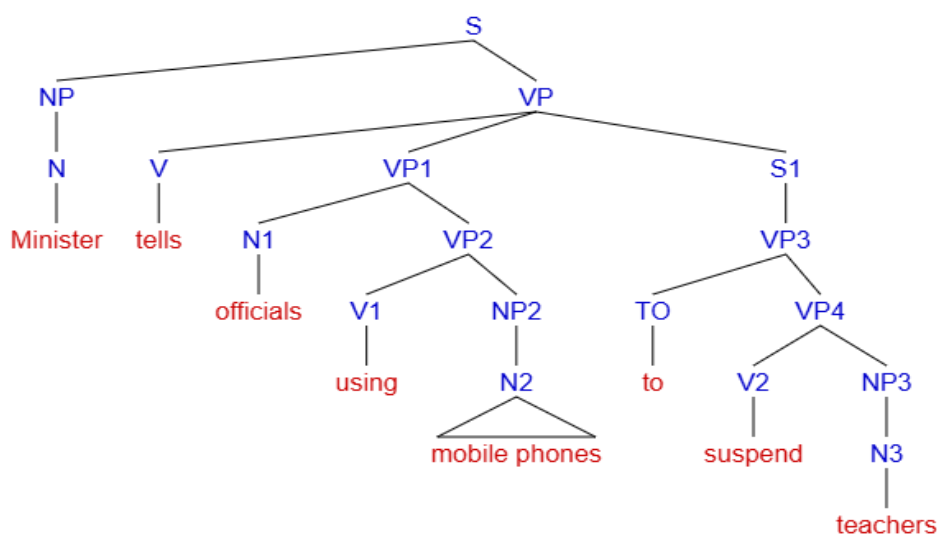 S
NP VP
N V VP1 S1
Minister tells N1 VP2 VP3
officials V1 NP2 TO VP4
using N2 to V2 NP3
mobile phones suspend N3
teachers